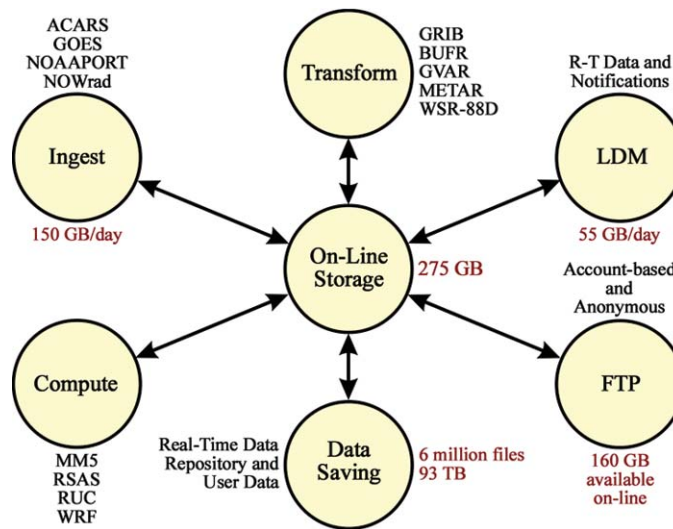 ACARS
GOES
NOAAPORT
NOWrad
Ingest
150 GB/day
Transform
GRIB
BUFR
GVAR
METAR
WSR-88D
R-T Data and
Notifications
LDM
55 GB/day
On-Line
Storage
275 GB
Compute
MM5
RSAS
RUC
WRF
Real-Time Data
Repository and
User Data
Data
Saving
6 million files
93 TB
Account-based
and
Anonymous
FTP
160 GB
available
on-line